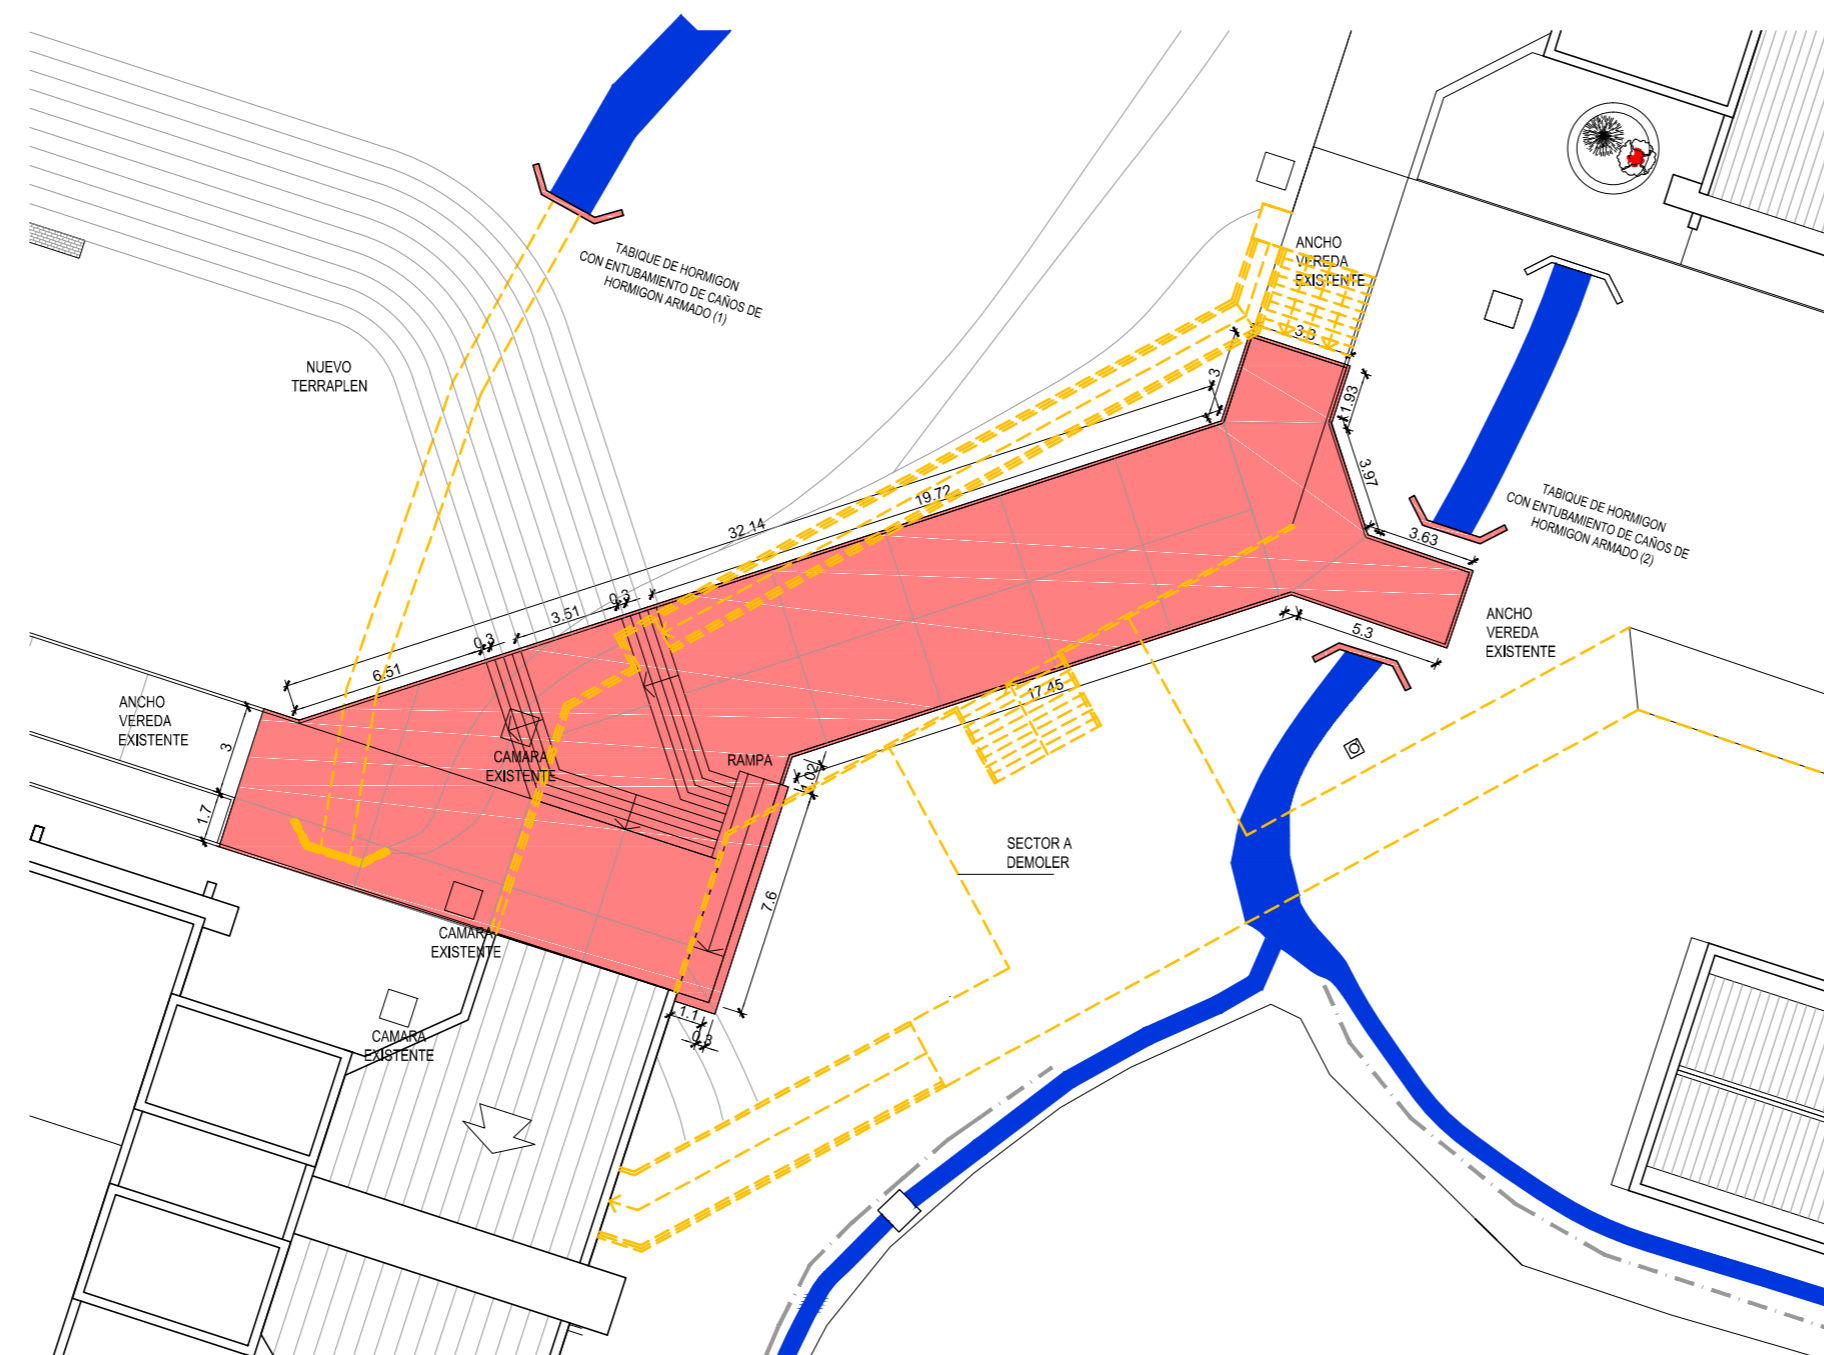 TABIQUE DE HORMIGON
CON ENTUBAMIENTO DE CAÑOS DE
HORMIGON ARMADO (1)
ANCHO
VEREDA
EXISTENTE
NUEVO
TERRAPLEN
3.3
1.93
3
3.97
19.72
32.14
TABIQUE DE HORMIGON
CON ENTUBAMIENTO DE CAÑOS DE
HORMIGON ARMADO (2)
3.63
0.3
3.51
0.3
6.51
5.3
ANCHO
VEREDA
EXISTENTE
17.45
ANCHO
VEREDA
EXISTENTE
3
1.7
CAMARA
EXISTENTE
RAMPA
1.02
SECTOR A
DEMOLER
7.6
CAMARA
EXISTENTE
1.1
0.3
CAMARA
EXISTENTE